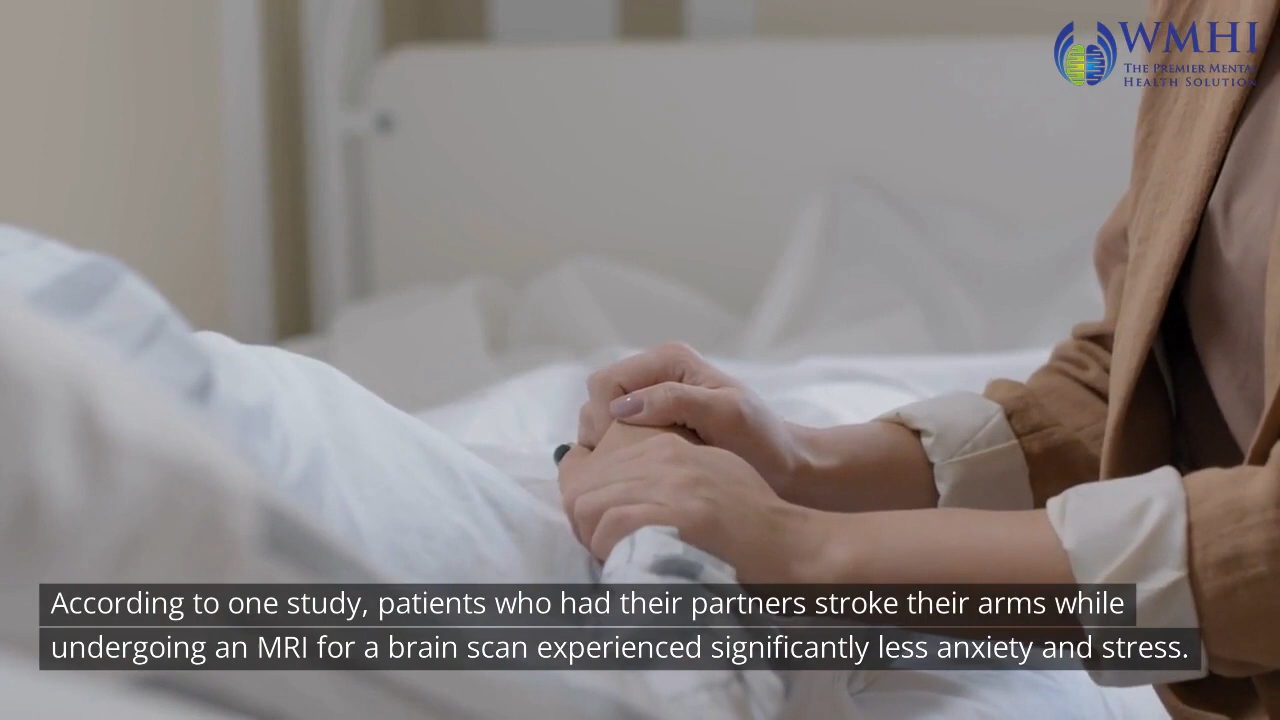 WMHI
THE PREMIER MENTAL
HEALTH SOLUTION
According to one study, patients who had their partners stroke their arms while
undergoing an MRI for a brain scan experienced significantly less anxiety and stress.